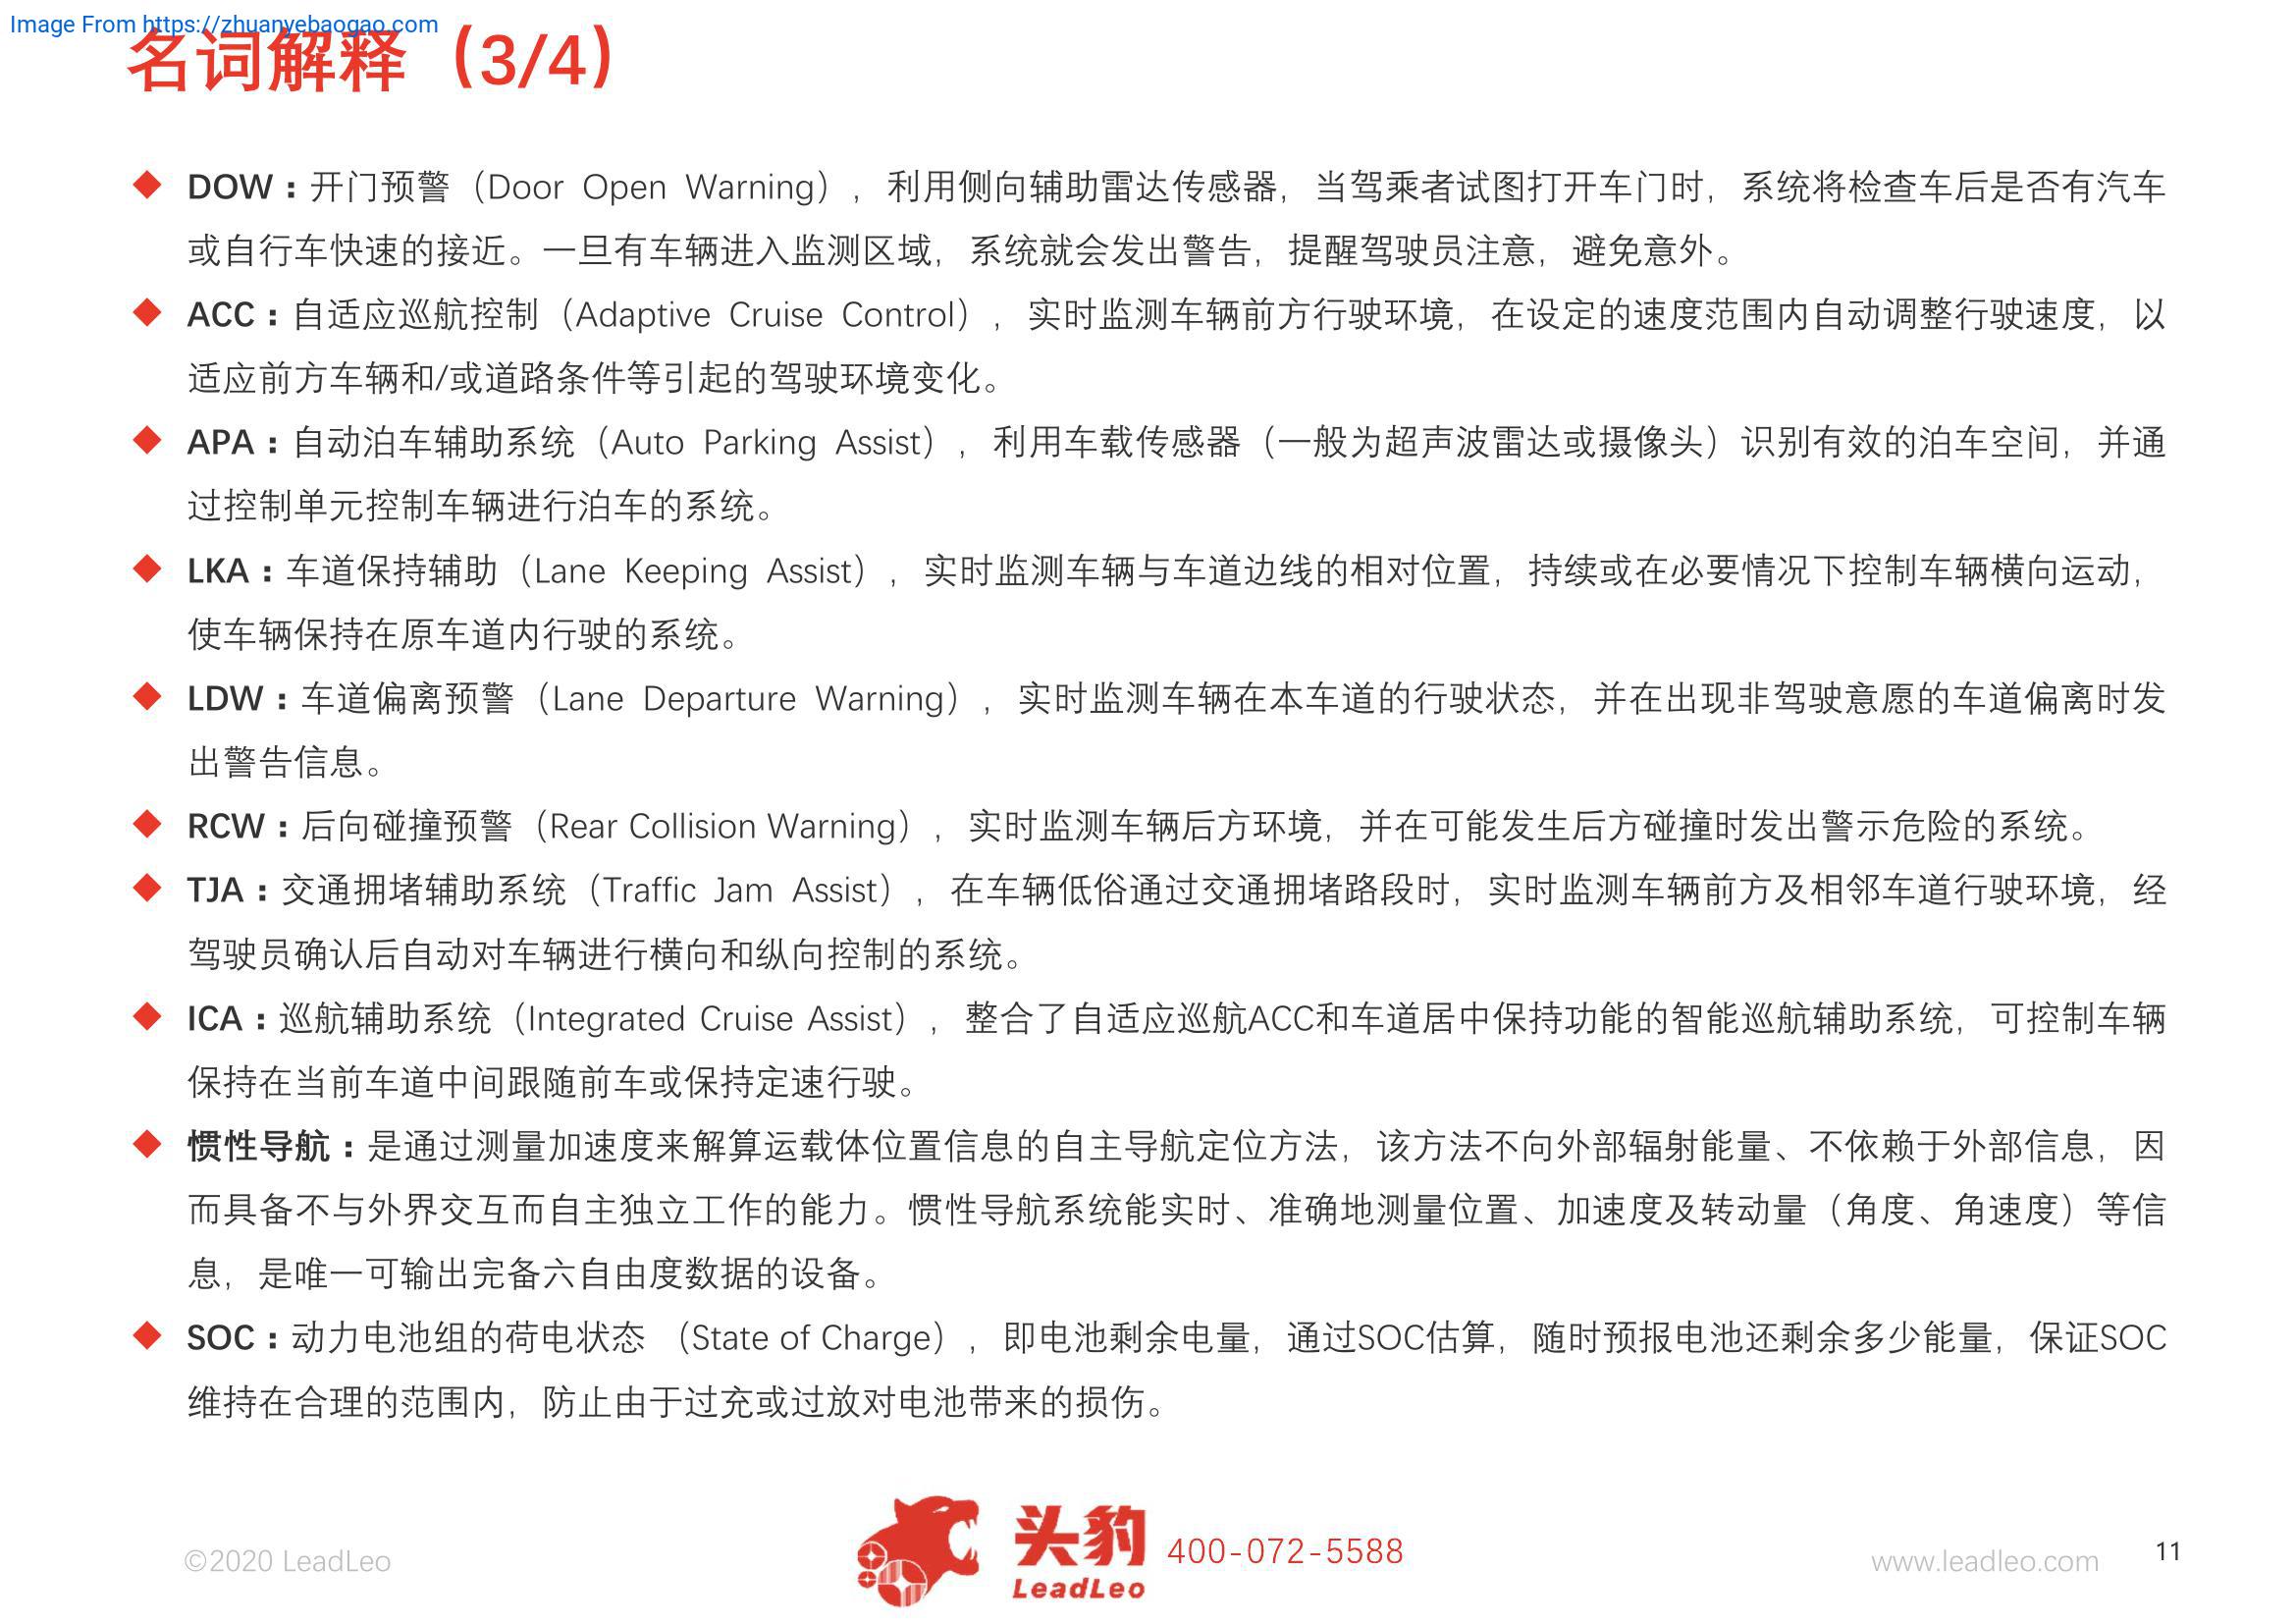 Image From https://zhuanyebaogao.com
名词解释（3/4）
DOW：开门预警（Door Open Warning），利用侧向辅助雷达传感器，当驾乘者试图打开车门时，系统将检查车后是否有汽车
或自行车快速的接近。一旦有车辆进入监测区域，系统就会发出警告，提醒驾驶员注意，避免意外。
ACC：自适应巡航控制（Adaptive Cruise Control），实时监测车辆前方行驶环境，在设定的速度范围内自动调整行驶速度，以
适应前方车辆和/或道路条件等引起的驾驶环境变化。
APA：自动泊车辅助系统（Auto Parking Assist），利用车载传感器（一般为超声波雷达或摄像头）识别有效的泊车空间，并通
过控制单元控制车辆进行泊车的系统。
LKA：车道保持辅助（Lane Keeping Assist），实时监测车辆与车道边线的相对位置，持续或在必要情况下控制车辆横向运动，
使车辆保持在原车道内行驶的系统。
LDW：车道偏离预警（Lane Departure Warning），实时监测车辆在本车道的行驶状态，并在出现非驾驶意愿的车道偏离时发
出警告信息。
RCW：后向碰撞预警（Rear Collision Warning），实时监测车辆后方环境，并在可能发生后方碰撞时发出警示危险的系统。
TJA：交通拥堵辅助系统（Traffic Jam Assist），在车辆低俗通过交通拥堵路段时，实时监测车辆前方及相邻车道行驶环境，经
驾驶员确认后自动对车辆进行横向和纵向控制的系统。
ICA：巡航辅助系统（Integrated Cruise Assist），整合了自适应巡航ACC和车道居中保持功能的智能巡航辅助系统，可控制车辆
保持在当前车道中间跟随前车或保持定速行驶。
惯性导航：是通过测量加速度来解算运载体位置信息的自主导航定位方法，该方法不向外部辐射能量、不依赖于外部信息，因
而具备不与外界交互而自主独立工作的能力。惯性导航系统能实时、准确地测量位置、加速度及转动量（角度、角速度）等信
息，是唯一可输出完备六自由度数据的设备。
SOC：动力电池组的荷电状态 （State of Charge），即电池剩余电量，通过SOC估算，随时预报电池还剩余多少能量，保证SOC
维持在合理的范围内，防止由于过充或过放对电池带来的损伤。
©2020 LeadLeo
头豹
LeadLeo
400-072-5588
www.leadleo.com
11